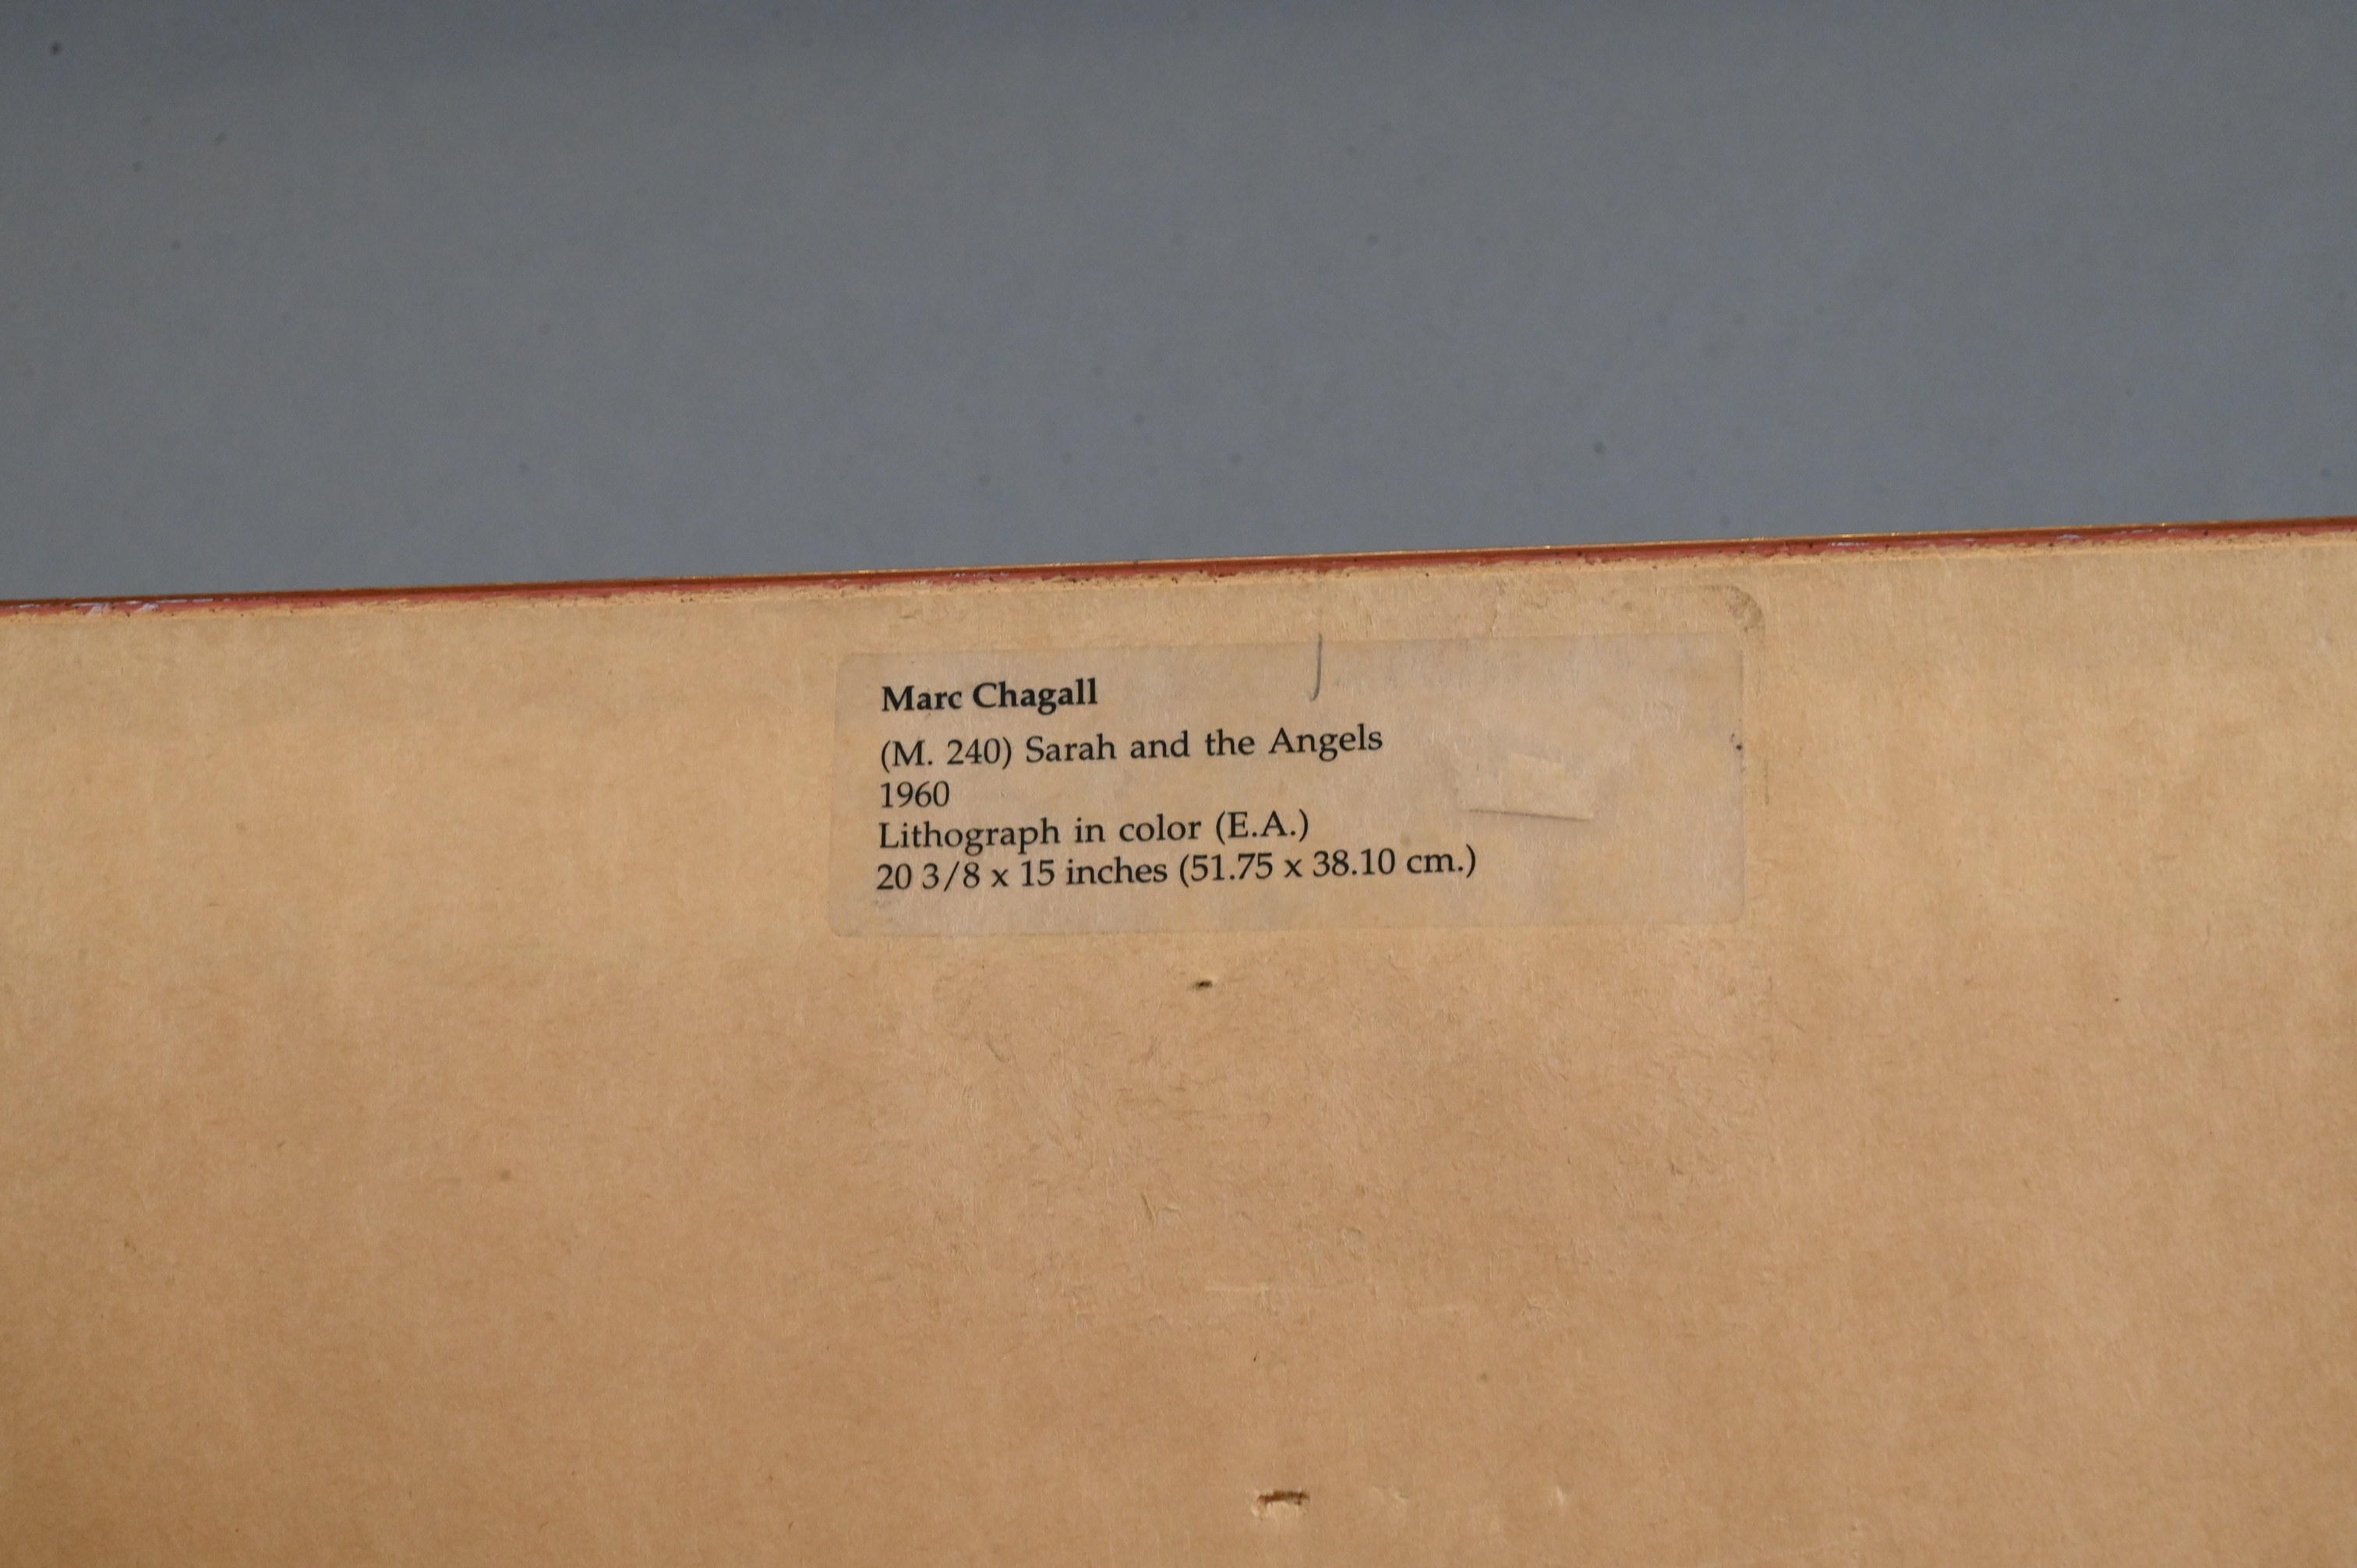 Marc Chagall
(M. 240) Sarah and the Angels
1960
Lithograph in color (E.A.)
20 3/8 x 15 inches (51.75 x 38.10 cm.)